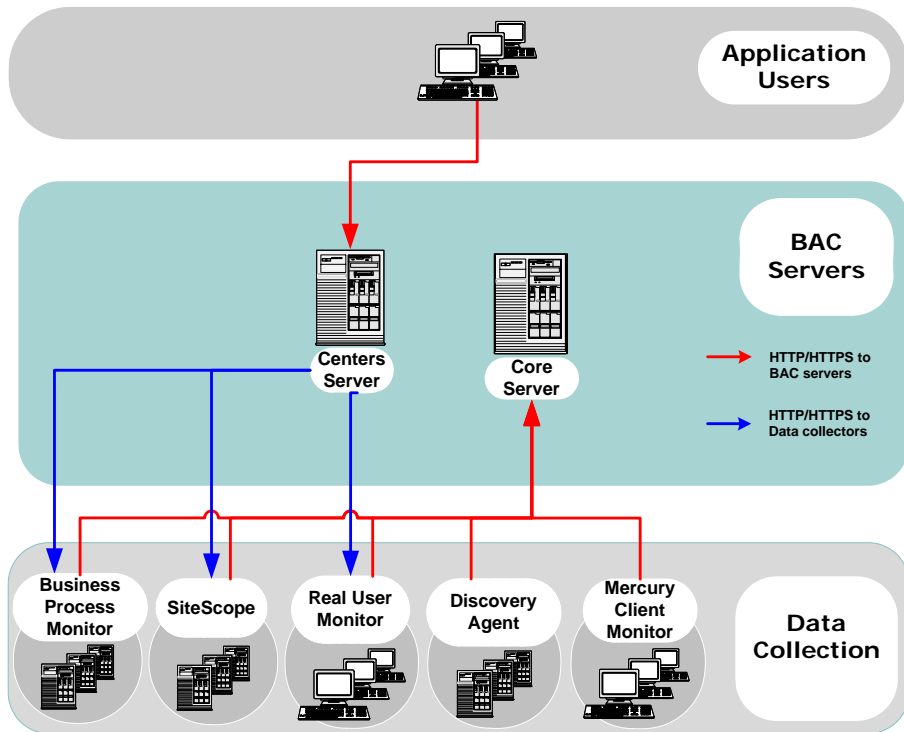 Application
Users
BAC
Servers
Centers
Server
Core
Server
HTTP/HTTPS to
BAC servers
HTTP/HTTPS to
Data collectors
Business
Process
Monitor
SiteScope
Real User
Monitor
Discovery
Agent
Mercury
Client
Monitor
Data
Collection